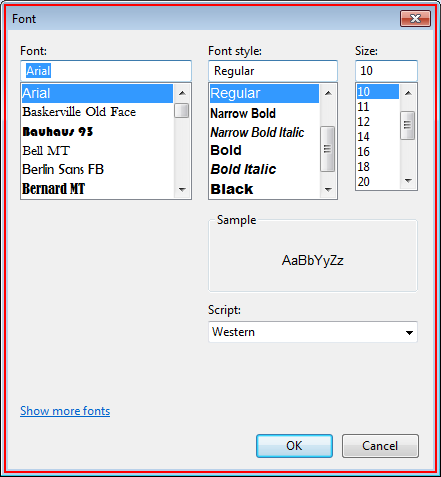 Font
Font:
Font style:
Size:
Arial
Regular
10
Arial
Baskerville Old Face
Bauhaus 93
Bell MT
Berlin Sans FB
Bernard MT
Regular
Narrow Bold
Narrow Bold Italic
Bold
Bold Italic
Black
10
11
12
14
16
18
20
Sample
AaBbYyZz
Script:
Western
Show more fonts
OK
Cancel